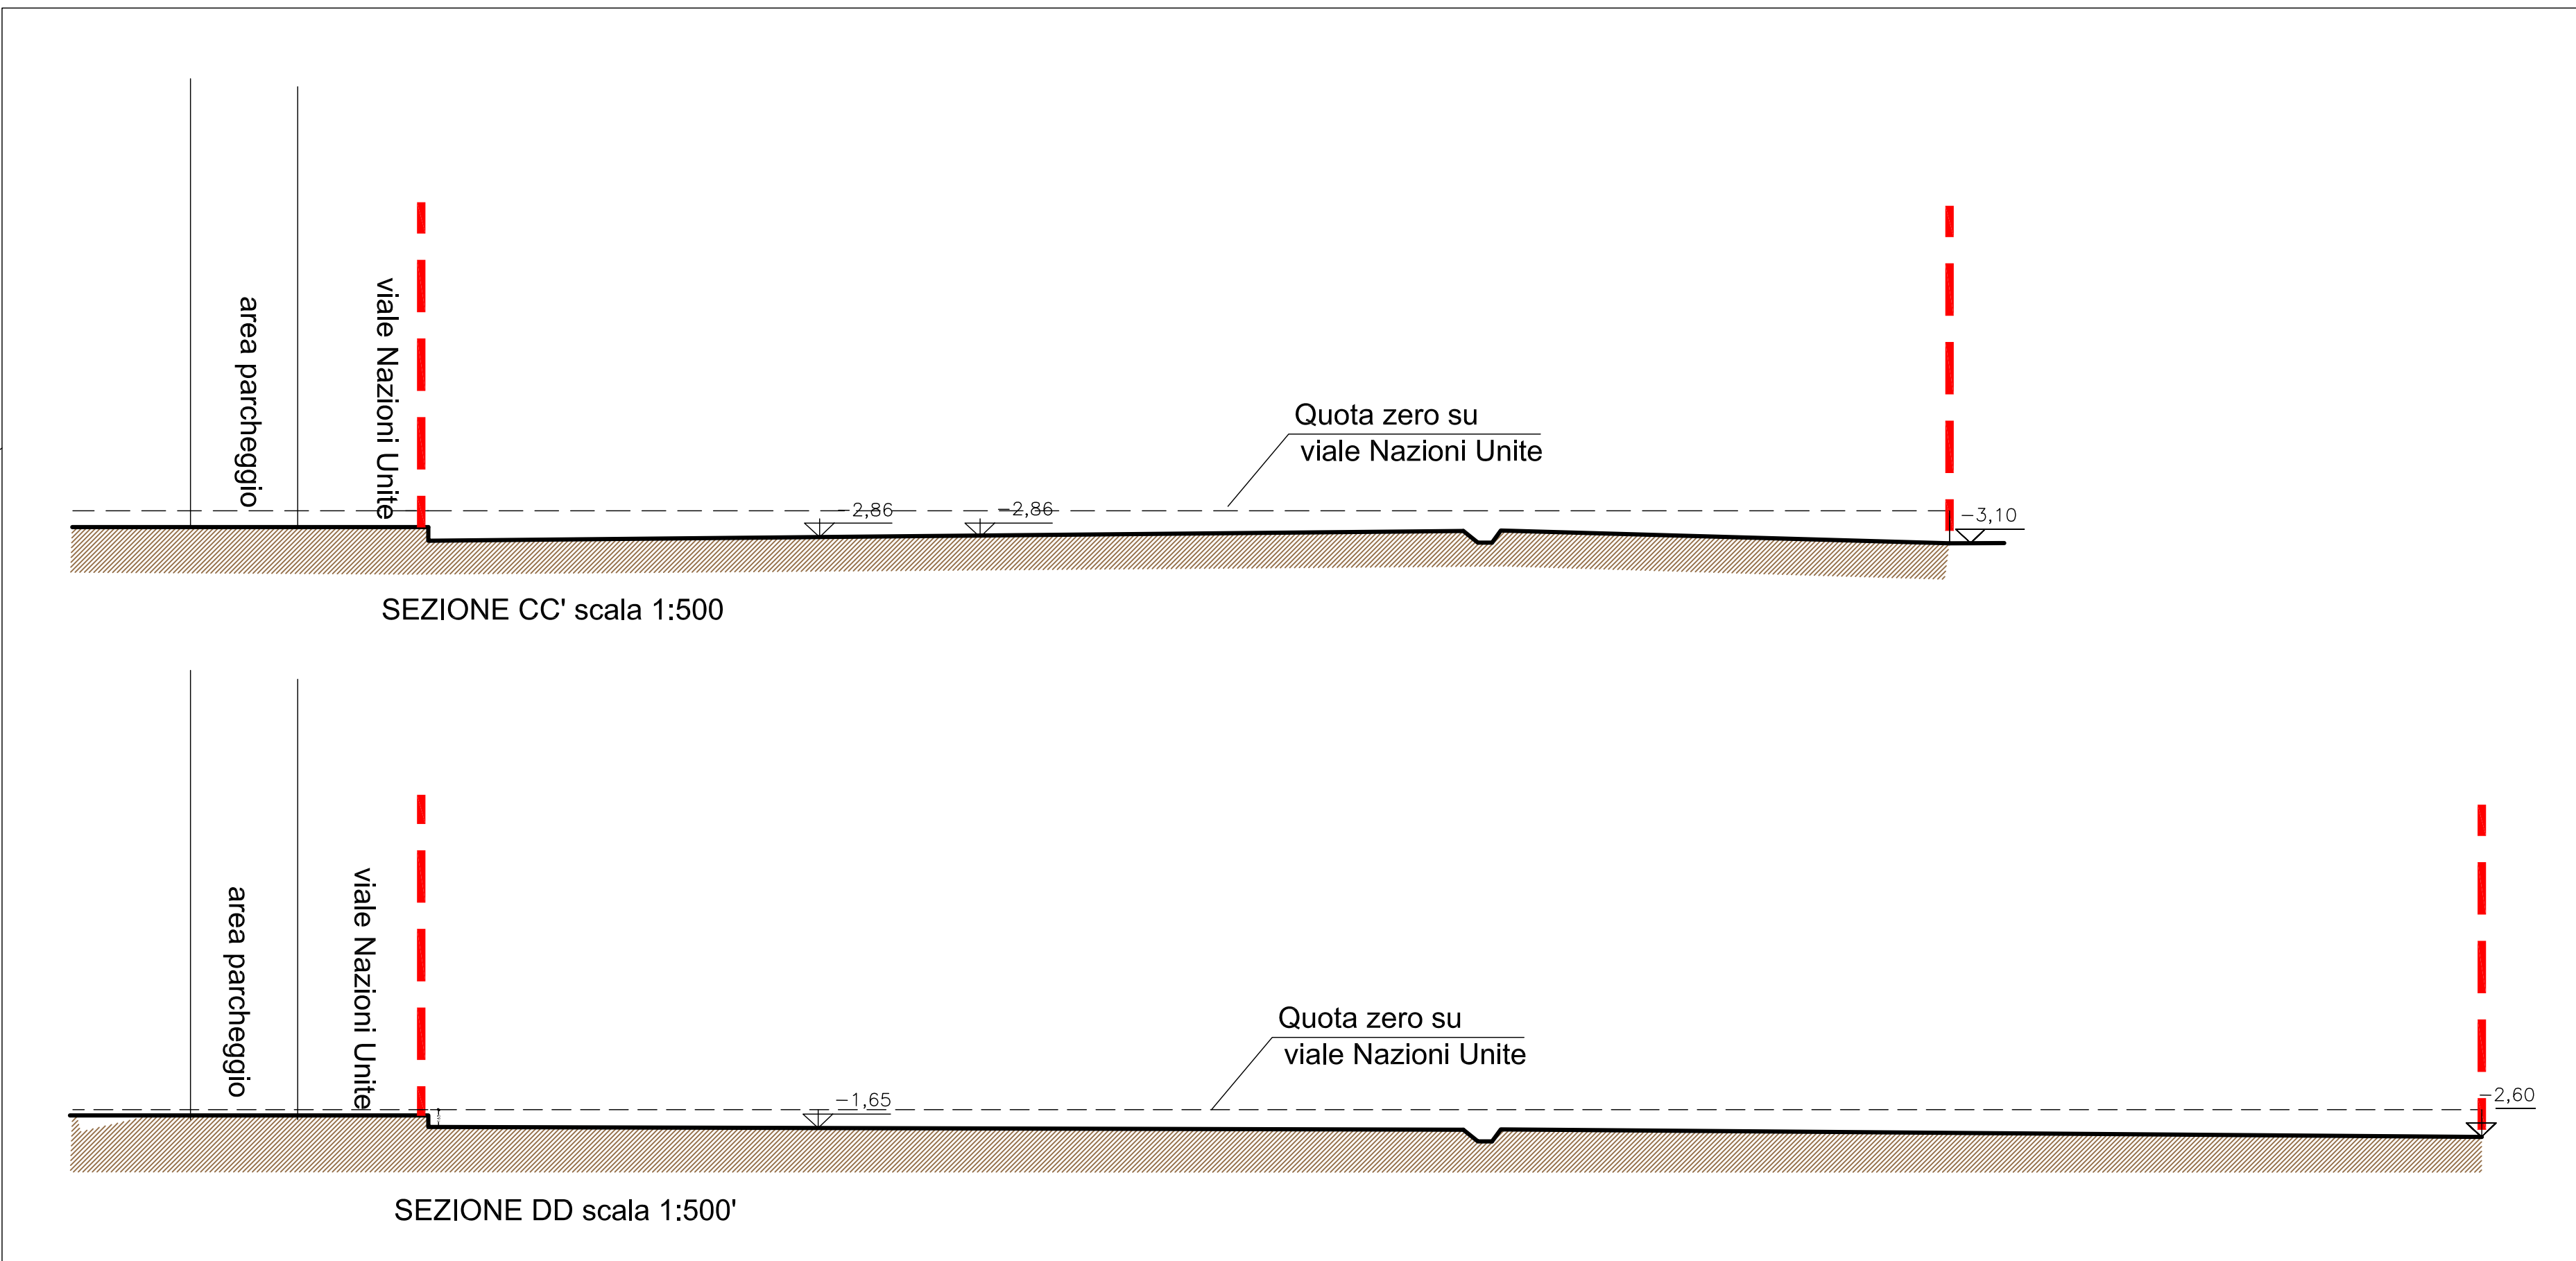 area parcheggio
viale Nazioni Unite
Quota zero su
viale Nazioni Unite
-2,86
-2,86
-3,10
SEZIONE CC' scala 1:500
area parcheggio
viale Nazioni Unite
Quota zero su
viale Nazioni Unite
-1,65
-2,60
SEZIONE DD scala 1:500'